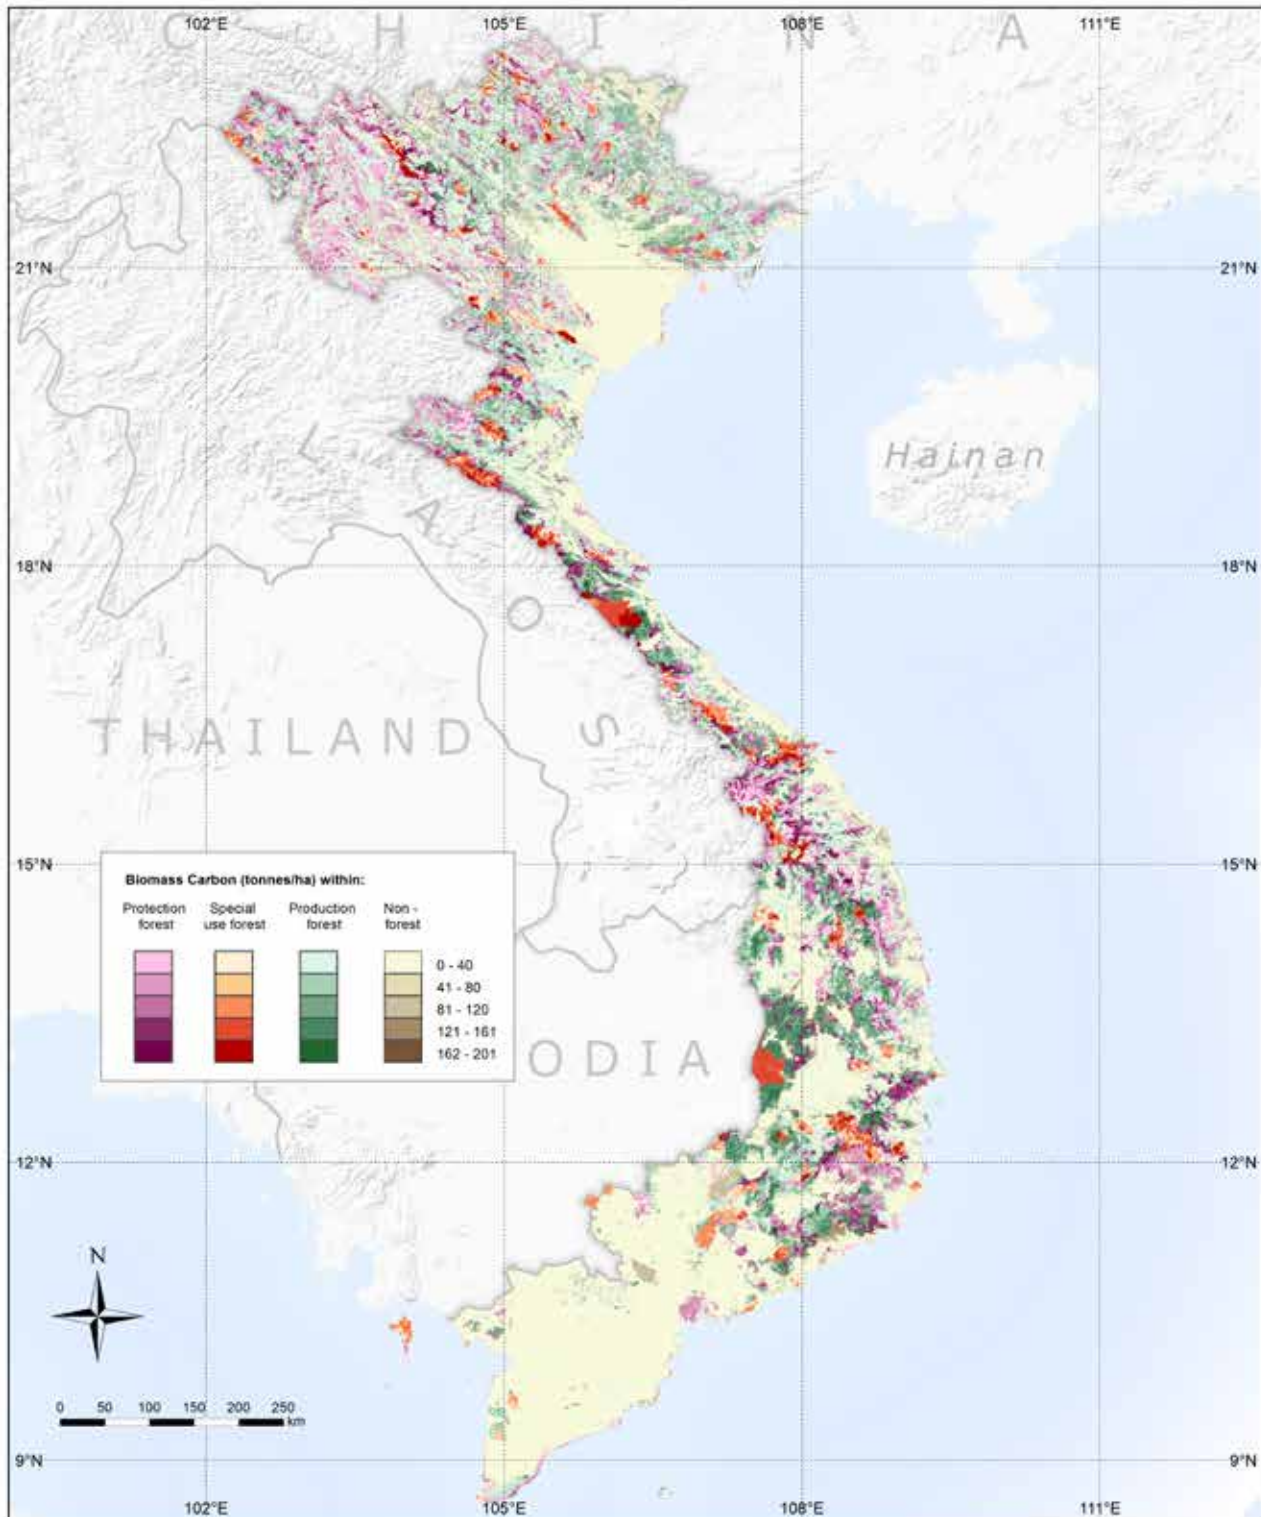 102°E 105°E 108°E 111°E
C H I N A
21°N 21°N
Hainan
L A O S
18°N 18°N
THAILAND
15°N 15°N
Biomass Carbon (tonnes/ha) within:
Protection forest
Special use forest
Production forest
Non - forest
0 - 40
41 - 80
81 - 120
121 - 161
162 - 201
ODIA
12°N 12°N
N
0 50 100 150 200 250
km
9°N 9°N
102°E 105°E 108°E 111°E